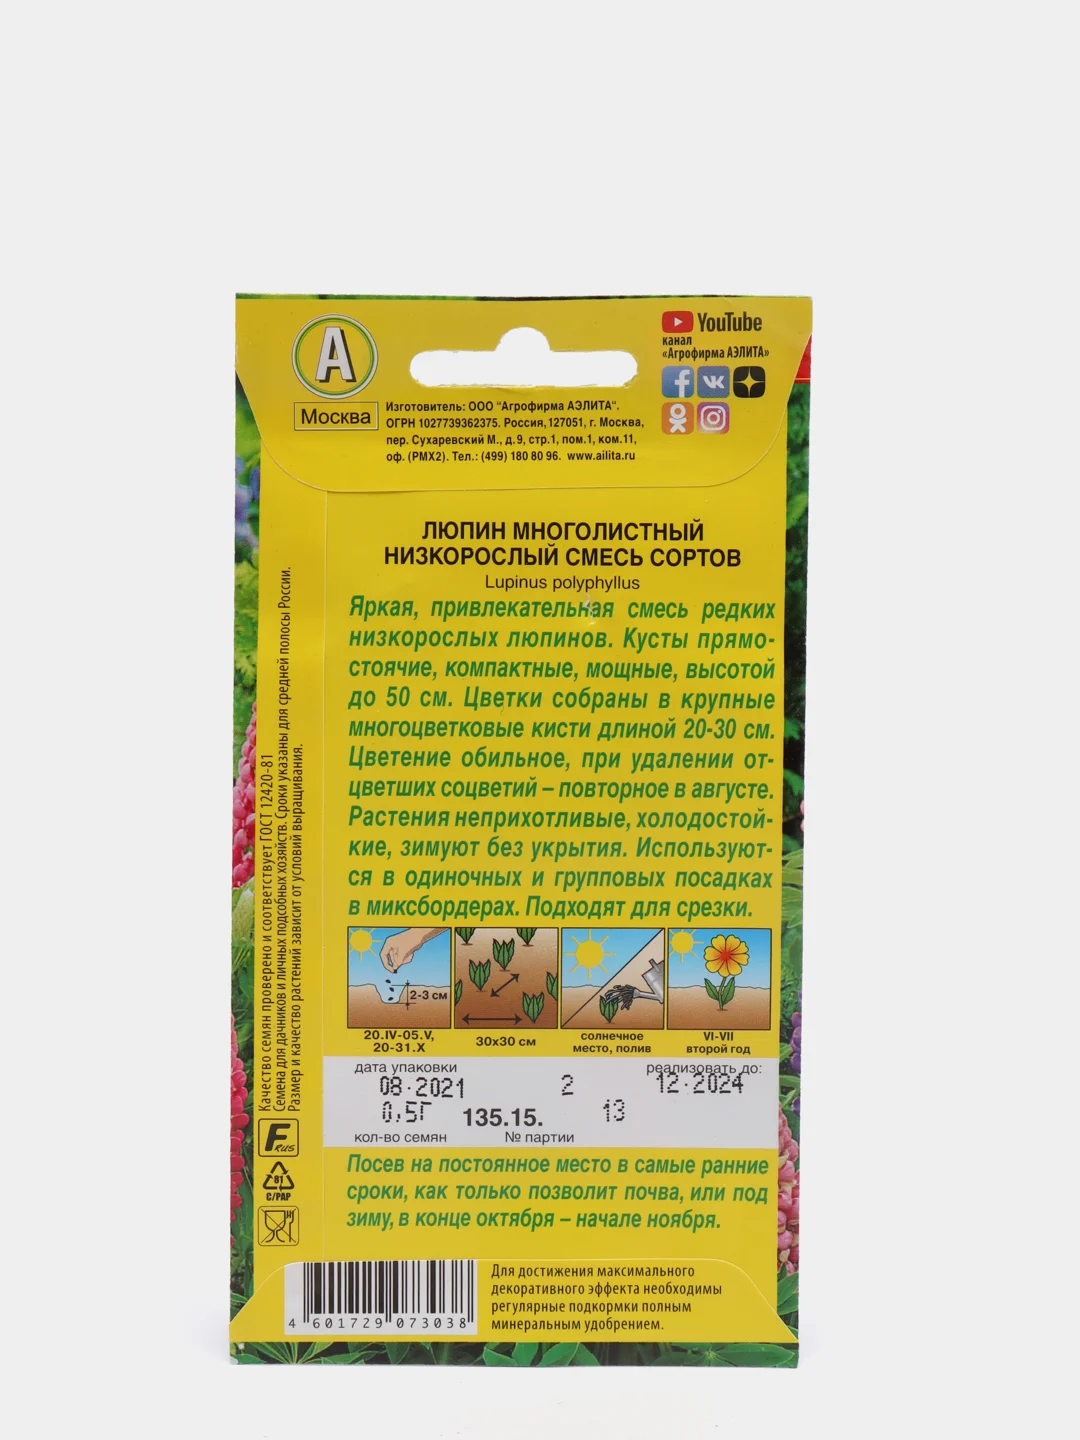 А
Москва
Изготовитель: ООО "Агрофирма АЭЛИТА".
ОГРН 1027739362375. Россия,127051, г. Москва,
пер. Сухаревский М., д.9, стр.1, пом.1, ком.11,
оф. (РМХ2). Тел.: (499) 180 80 96. www.ailita.ru
YouTube
канал
«Агрофирма АЭЛИТА»
ЛЮПИН МНОГОЛИСТНЫЙ
НИЗКОРОСЛЫЙ СМЕСЬ СОРТОВ
Lupinus polyphyllus
Яркая, привлекательная смесь редких
низкорослых люпинов. Кусты прямо-
стоячие, компактные, мощные, высотой
до 50 см. Цветки собраны в крупные
многоцветковые кисти длиной 20-30 см.
Цветение обильное, при удалении от-
цветших соцветий – повторное в августе.
Растения неприхотливые, холодостой-
кие, зимуют без укрытия. Используют-
ся в одиночных и групповых посадках
в миксбордерах. Подходят для срезки.
2-3 см
20.IV-05.V,
20-31.X
30х30 см
солнечное
место, полив
VI-VII
второй год
дата упаковки
реализовать до:
08·2021
2
12·2024
0,5Г
135.15.
13
кол-во семян
№ партии
Посев на постоянное место в самые ранние
сроки, как только позволит почва, или под
зиму, в конце октября – начале ноября.
Качество семян проверено и соответствует ГОСТ 12420-81
Семена для дачников и личных подсобных хозяйств. Сроки указаны для средней полосы России.
Размер и качество растений зависит от условий выращивания.
F RUS
81
C/PAP
4 601729 073038
Для достижения максимального
декоративного эффекта необходимы
регулярные подкормки полным
минеральным удобрением.